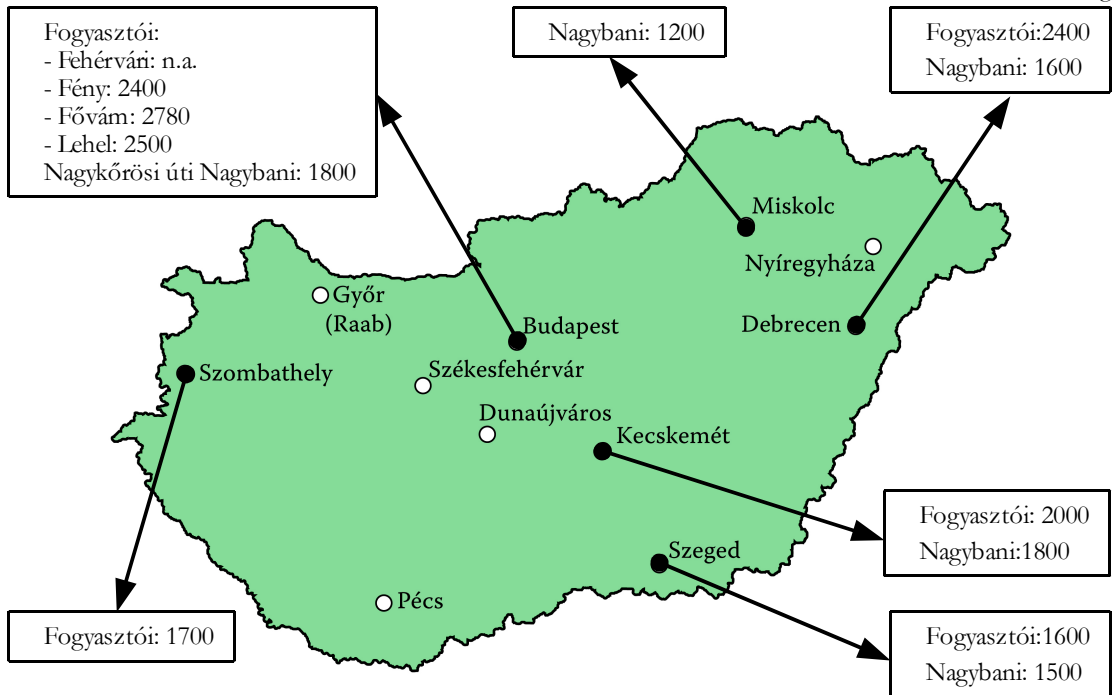 Fogyasztói:
- Fehérvári: n.a.
- Fény: 2400
- Fővám: 2780
- Lehel: 2500
Nagykőrösi úti Nagybani: 1800
Nagybani: 1200
Fogyasztói:2400
Nagybani: 1600
Miskolc
Nyíregyháza
Győr
(Raab)
Budapest
Debrecen
Szombathely
Székesfehérvár
Dunaújváros
Kecskemét
Fogyasztói: 2000
Nagybani:1800
Szeged
Pécs
Fogyasztói: 1700
Fogyasztói:1600
Nagybani: 1500